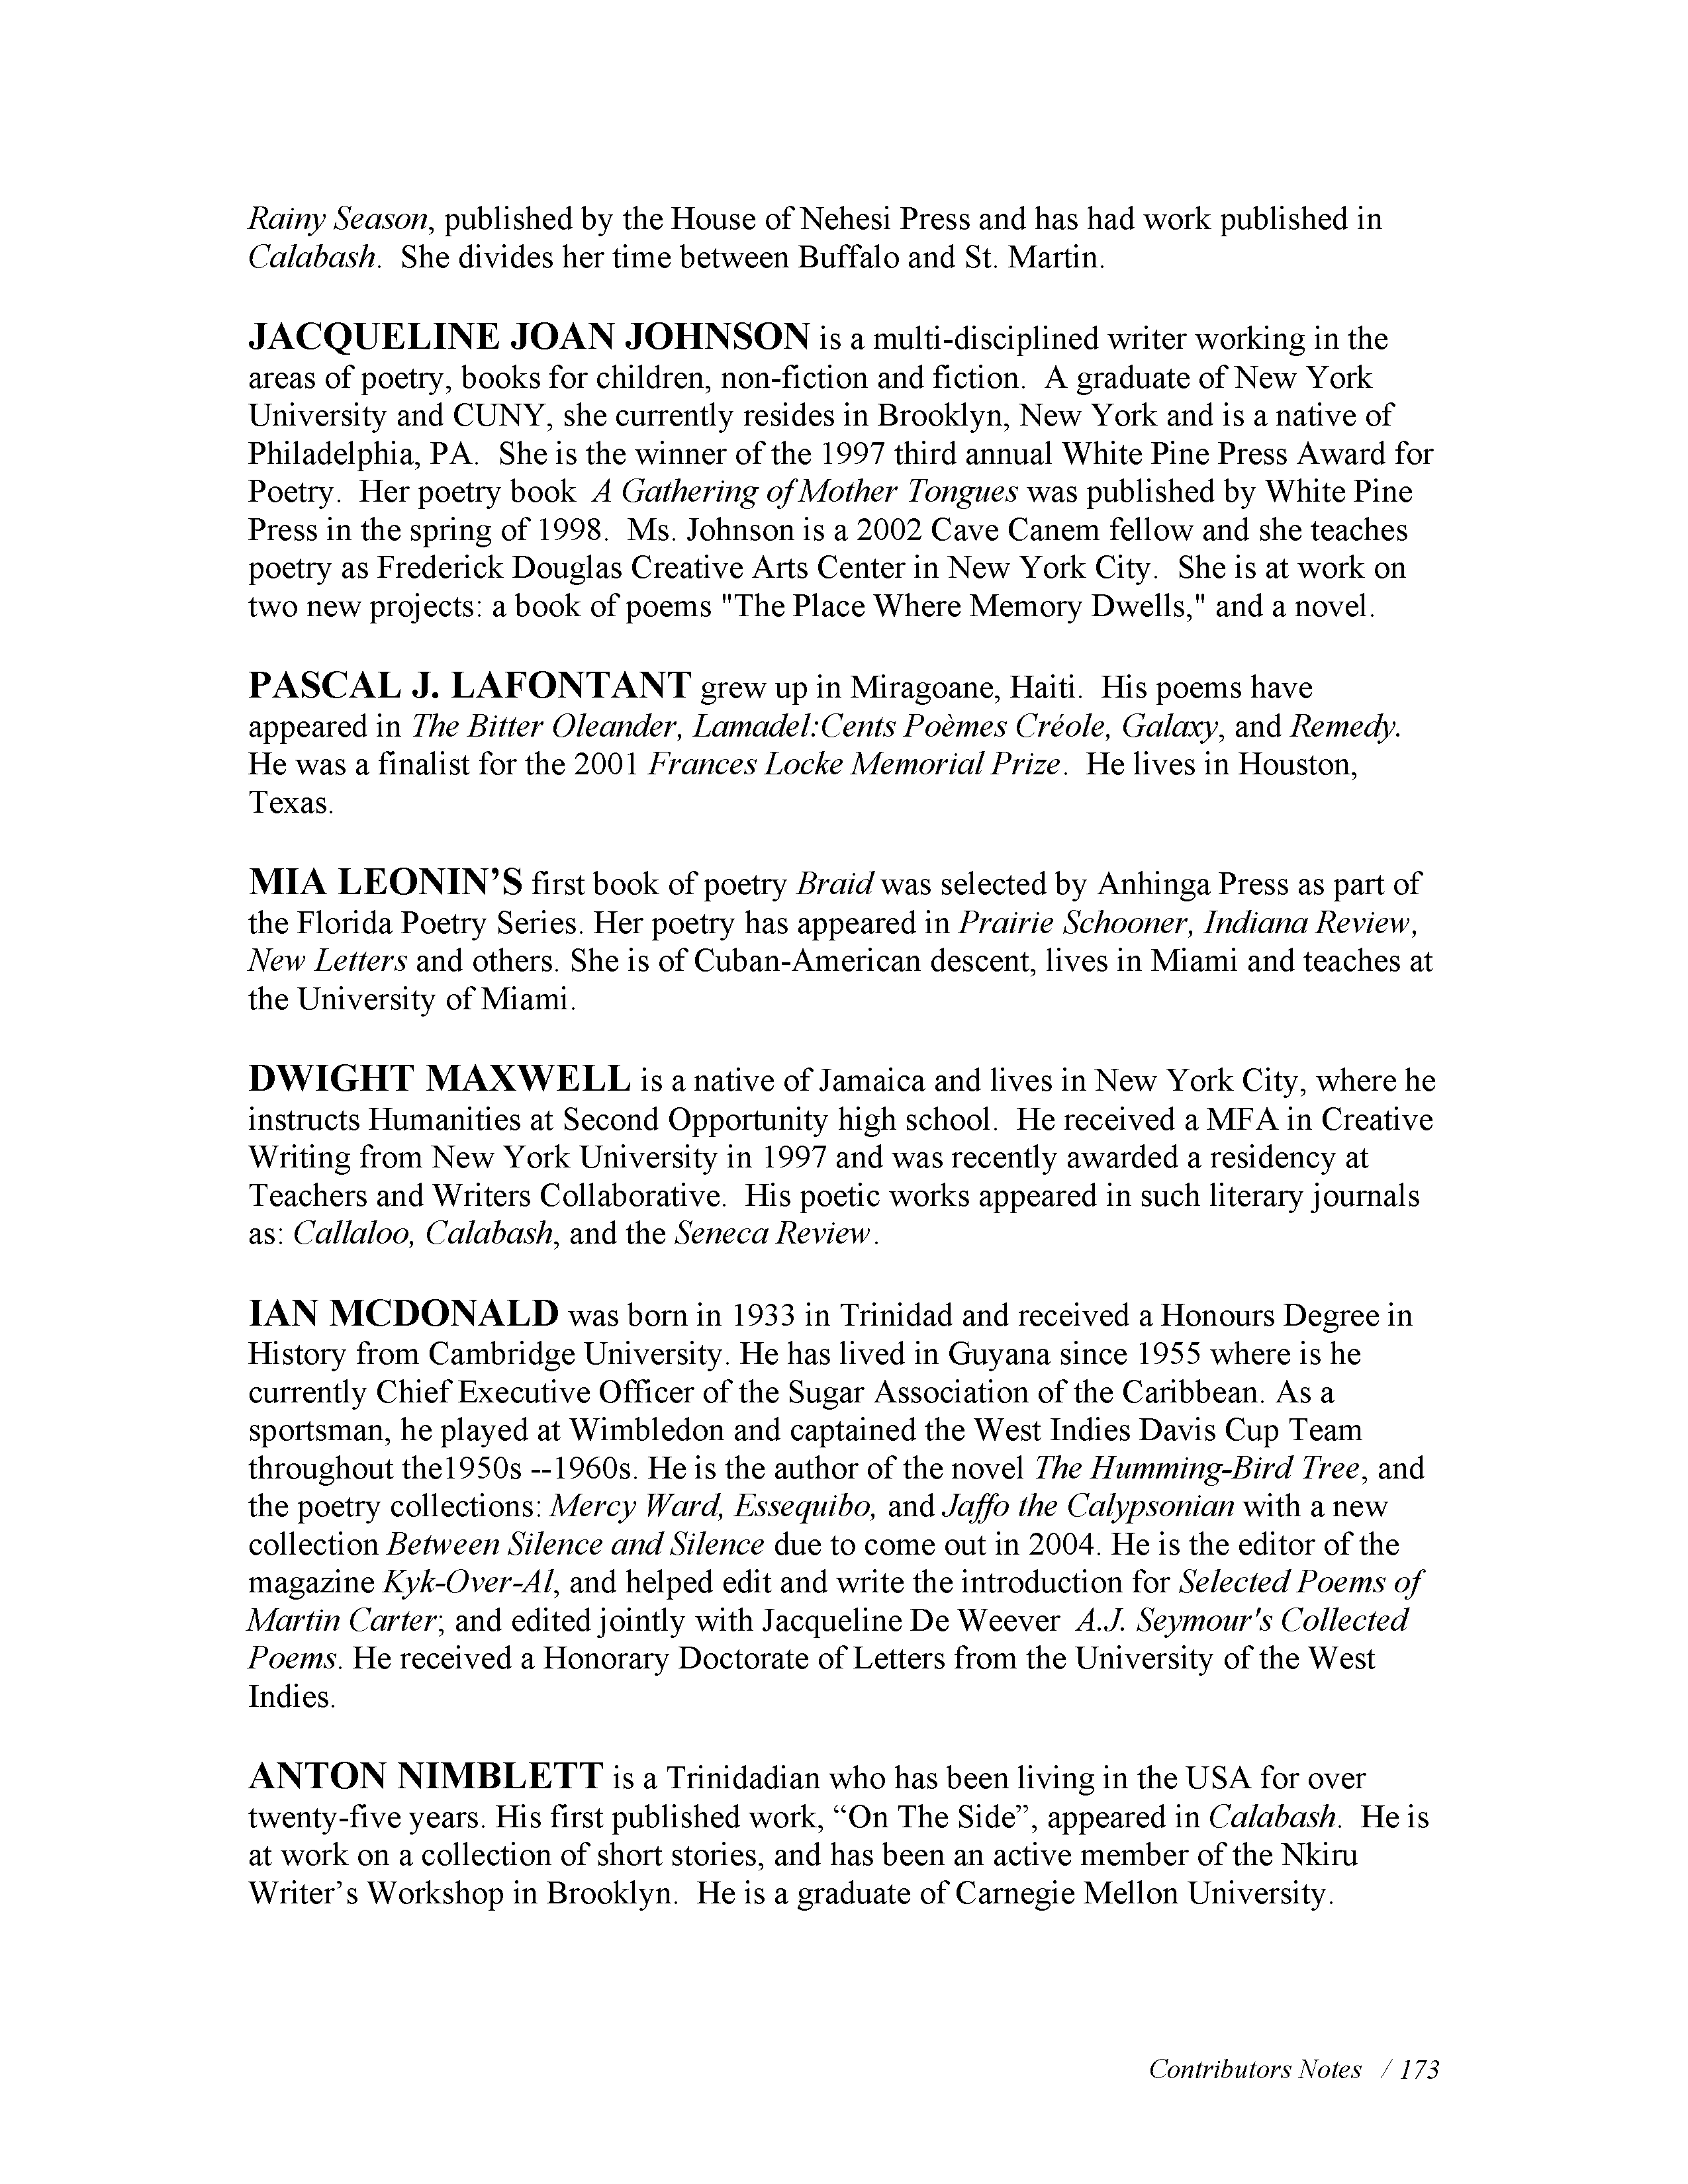 Rainy Season, published by the House of Nehesi Press and has had work published in
Calabash.  She divides her time between Buffalo and St. Martin.
JACQUELINE JOAN JOHNSON is a multi-disciplined writer working in the
areas of poetry, books for children, non-fiction and fiction.  A graduate of New York
University and CUNY, she currently resides in Brooklyn, New York and is a native of
Philadelphia, PA.  She is the winner of the 1997 third annual White Pine Press Award for
Poetry.  Her poetry book  A Gathering of Mother Tongues was published by White Pine
Press in the spring of 1998.  Ms. Johnson is a 2002 Cave Canem fellow and she teaches
poetry as Frederick Douglas Creative Arts Center in New York City.  She is at work on
two new projects: a book of poems "The Place Where Memory Dwells," and a novel.
PASCAL J. LAFONTANT grew up in Miragoane, Haiti.  His poems have
appeared in The Bitter Oleander, Lamadel:Cents Poèmes Créole, Galaxy, and Remedy.
He was a finalist for the 2001 Frances Locke Memorial Prize.  He lives in Houston,
Texas.
MIA LEONIN’S first book of poetry Braid was selected by Anhinga Press as part of
the Florida Poetry Series. Her poetry has appeared in Prairie Schooner, Indiana Review,
New Letters and others. She is of Cuban-American descent, lives in Miami and teaches at
the University of Miami.
DWIGHT MAXWELL is a native of Jamaica and lives in New York City, where he
instructs Humanities at Second Opportunity high school.  He received a MFA in Creative
Writing from New York University in 1997 and was recently awarded a residency at
Teachers and Writers Collaborative.  His poetic works appeared in such literary journals
as: Callaloo, Calabash, and the Seneca Review.
IAN MCDONALD was born in 1933 in Trinidad and received a Honours Degree in
History from Cambridge University. He has lived in Guyana since 1955 where is he
currently Chief Executive Officer of the Sugar Association of the Caribbean. As a
sportsman, he played at Wimbledon and captained the West Indies Davis Cup Team
throughout the1950s --1960s. He is the author of the novel The Humming-Bird Tree, and
the poetry collections: Mercy Ward, Essequibo, and Jaffo the Calypsonian with a new
collection Between Silence and Silence due to come out in 2004. He is the editor of the
magazine Kyk-Over-Al, and helped edit and write the introduction for Selected Poems of
Martin Carter; and edited jointly with Jacqueline De Weever  A.J. Seymour's Collected
Poems. He received a Honorary Doctorate of Letters from the University of the West
Indies.
ANTON NIMBLETT is a Trinidadian who has been living in the USA for over
twenty-five years. His first published work, “On The Side”, appeared in Calabash.  He is
at work on a collection of short stories, and has been an active member of the Nkiru
Writer’s Workshop in Brooklyn.  He is a graduate of Carnegie Mellon University.
Contributors Notes  / 173